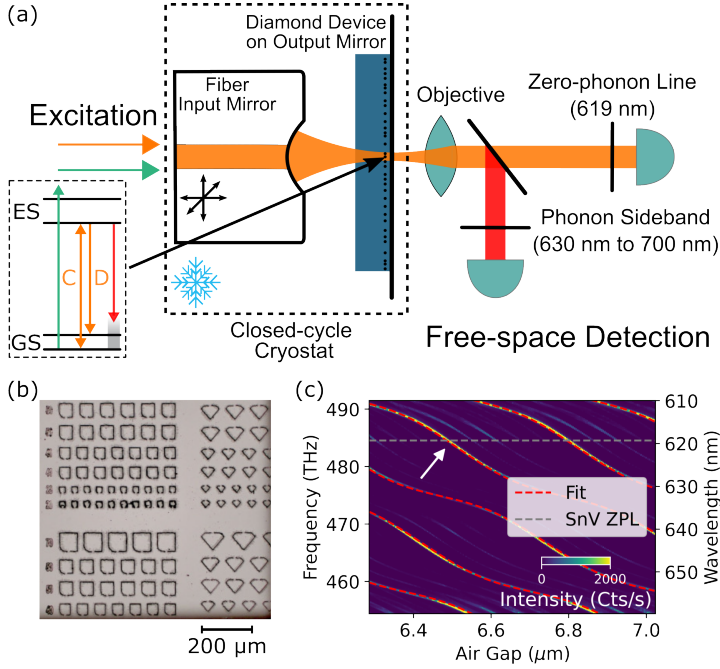 (a)
Diamond Device
on Output Mirror
Fiber
Input Mirror
Excitation
Objective
Zero-phonon Line
(619 nm)
ES
C D
GS
Phonon Sideband
(630 nm to 700 nm)
Closed-cycle
Cryostat
Free-space Detection
(b)
200 μm
(c)
Frequency (THz)
490
480
470
460
610
620
630
640
650
Wavelength (nm)
Fit
SnV ZPL
0 2000
Intensity (Cts/s)
6.4 6.6 6.8 7.0
Air Gap (μm)